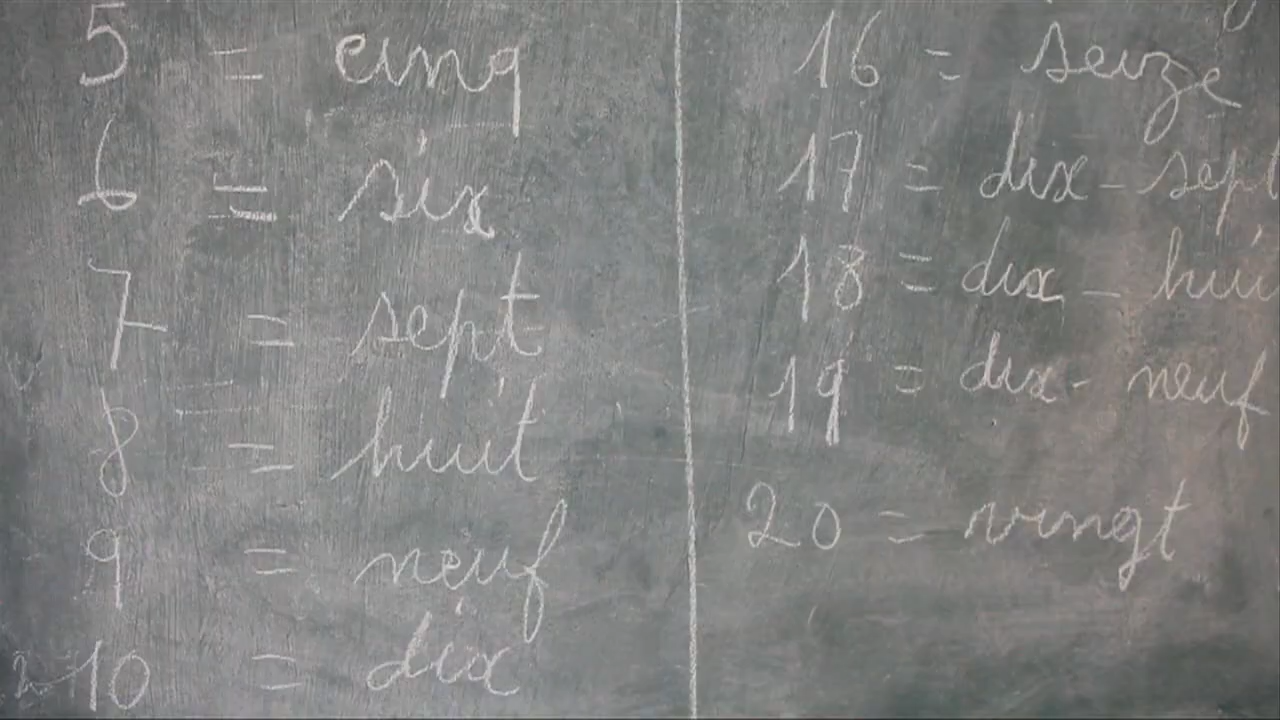 5 = cinq
6 = six
7 = sept
8 = huit
9 = neuf
10 = dix
16 = seize
17 = dix-sept
18 = dix-hui
19 = dix-neuf
20 = vingt